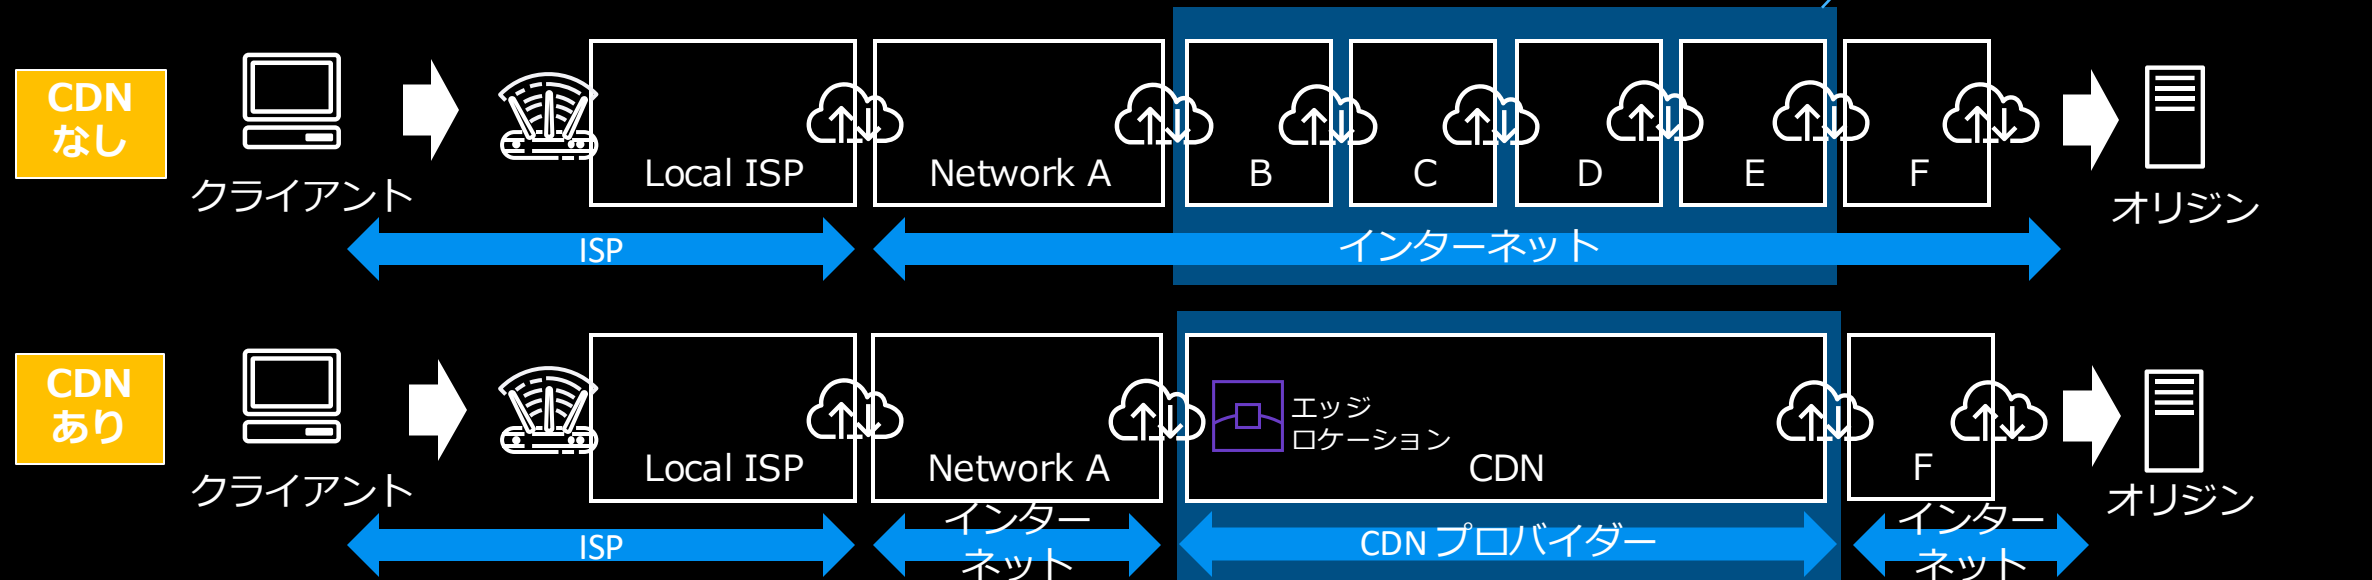 CDN
なし
クライアント
Local ISP
Network A
B
C
D
E
F
オリジン
ISP
インターネット
CDN
あり
クライアント
Local ISP
Network A
エッジ
ロケーション
CDN
F
オリジン
ISP
インター
ネット
CDN プロバイダー
インター
ネット